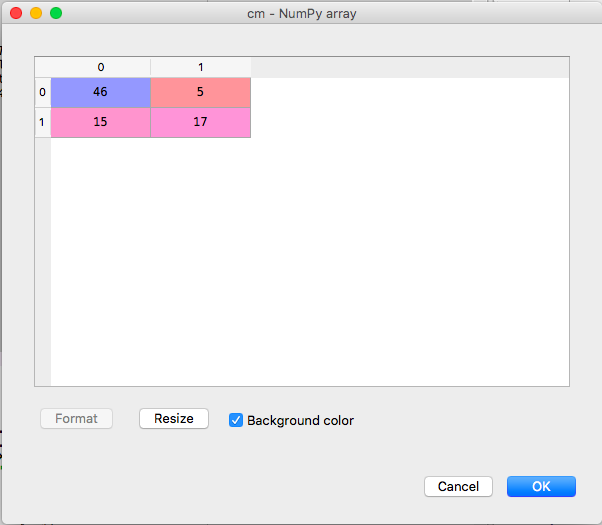 cm - NumPy array
0 1
0 46 5
1 15 17
Format Resize Background color
Cancel OK